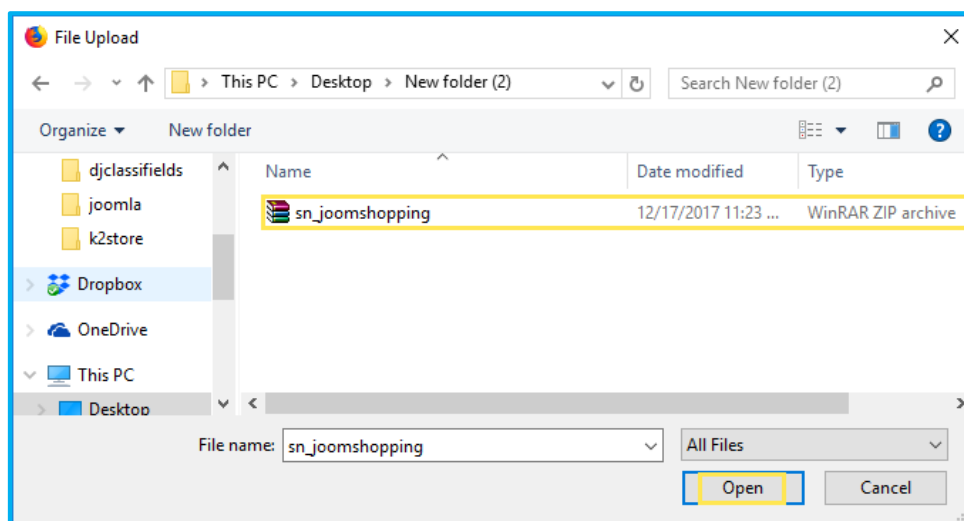 File Upload
This PC > Desktop > New folder (2)
Search New folder (2)
Organize
New folder
?
djclassifields
joomla
k2store
Dropbox
OneDrive
This PC
Desktop
Name
Date modified
Type
sn_joomshopping
12/17/2017 11:23 ...
WinRAR ZIP archive
File name:
sn_joomshopping
All Files
Open
Cancel